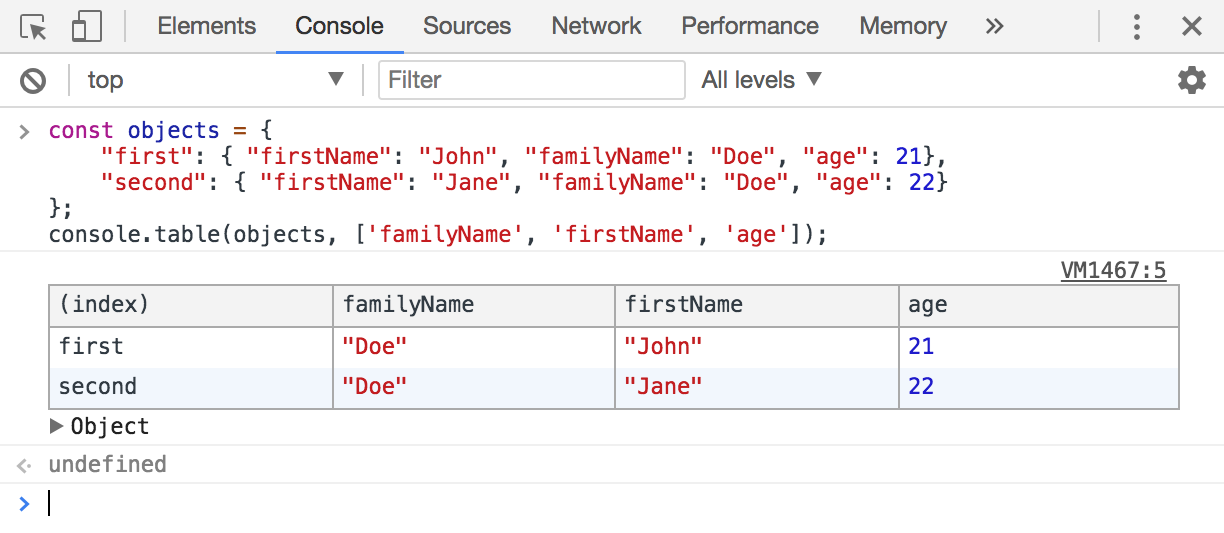 Elements Console Sources Network Performance Memory »
top Filter All levels
> const objects = {
    "first": { "firstName": "John", "familyName": "Doe", "age": 21},
    "second": { "firstName": "Jane", "familyName": "Doe", "age": 22}
};
console.table(objects, ['familyName', 'firstName', 'age']);
VM1467:5
(index) familyName firstName age
first "Doe" "John" 21
second "Doe" "Jane" 22
Object
undefined